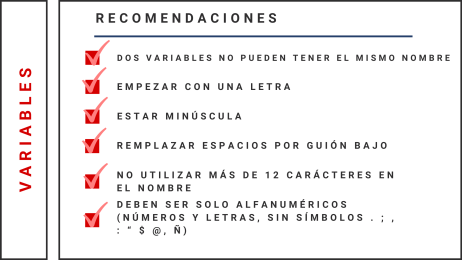 VARIABLES
RECOMENDACIONES
DOS VARIABLES NO PUEDEN TENER EL MISMO NOMBRE
EMPEZAR CON UNA LETRA
ESTAR MINÚSCULA
REMPLAZAR ESPACIOS POR GUIÓN BAJO
NO UTILIZAR MÁS DE 12 CARÁCTERES EN
EL NOMBRE
DEBEN SER SOLO ALFANUMÉRICOS
(NÚMEROS Y LETRAS, SIN SÍMBOLOS . ; ,
: " $ @, Ñ)